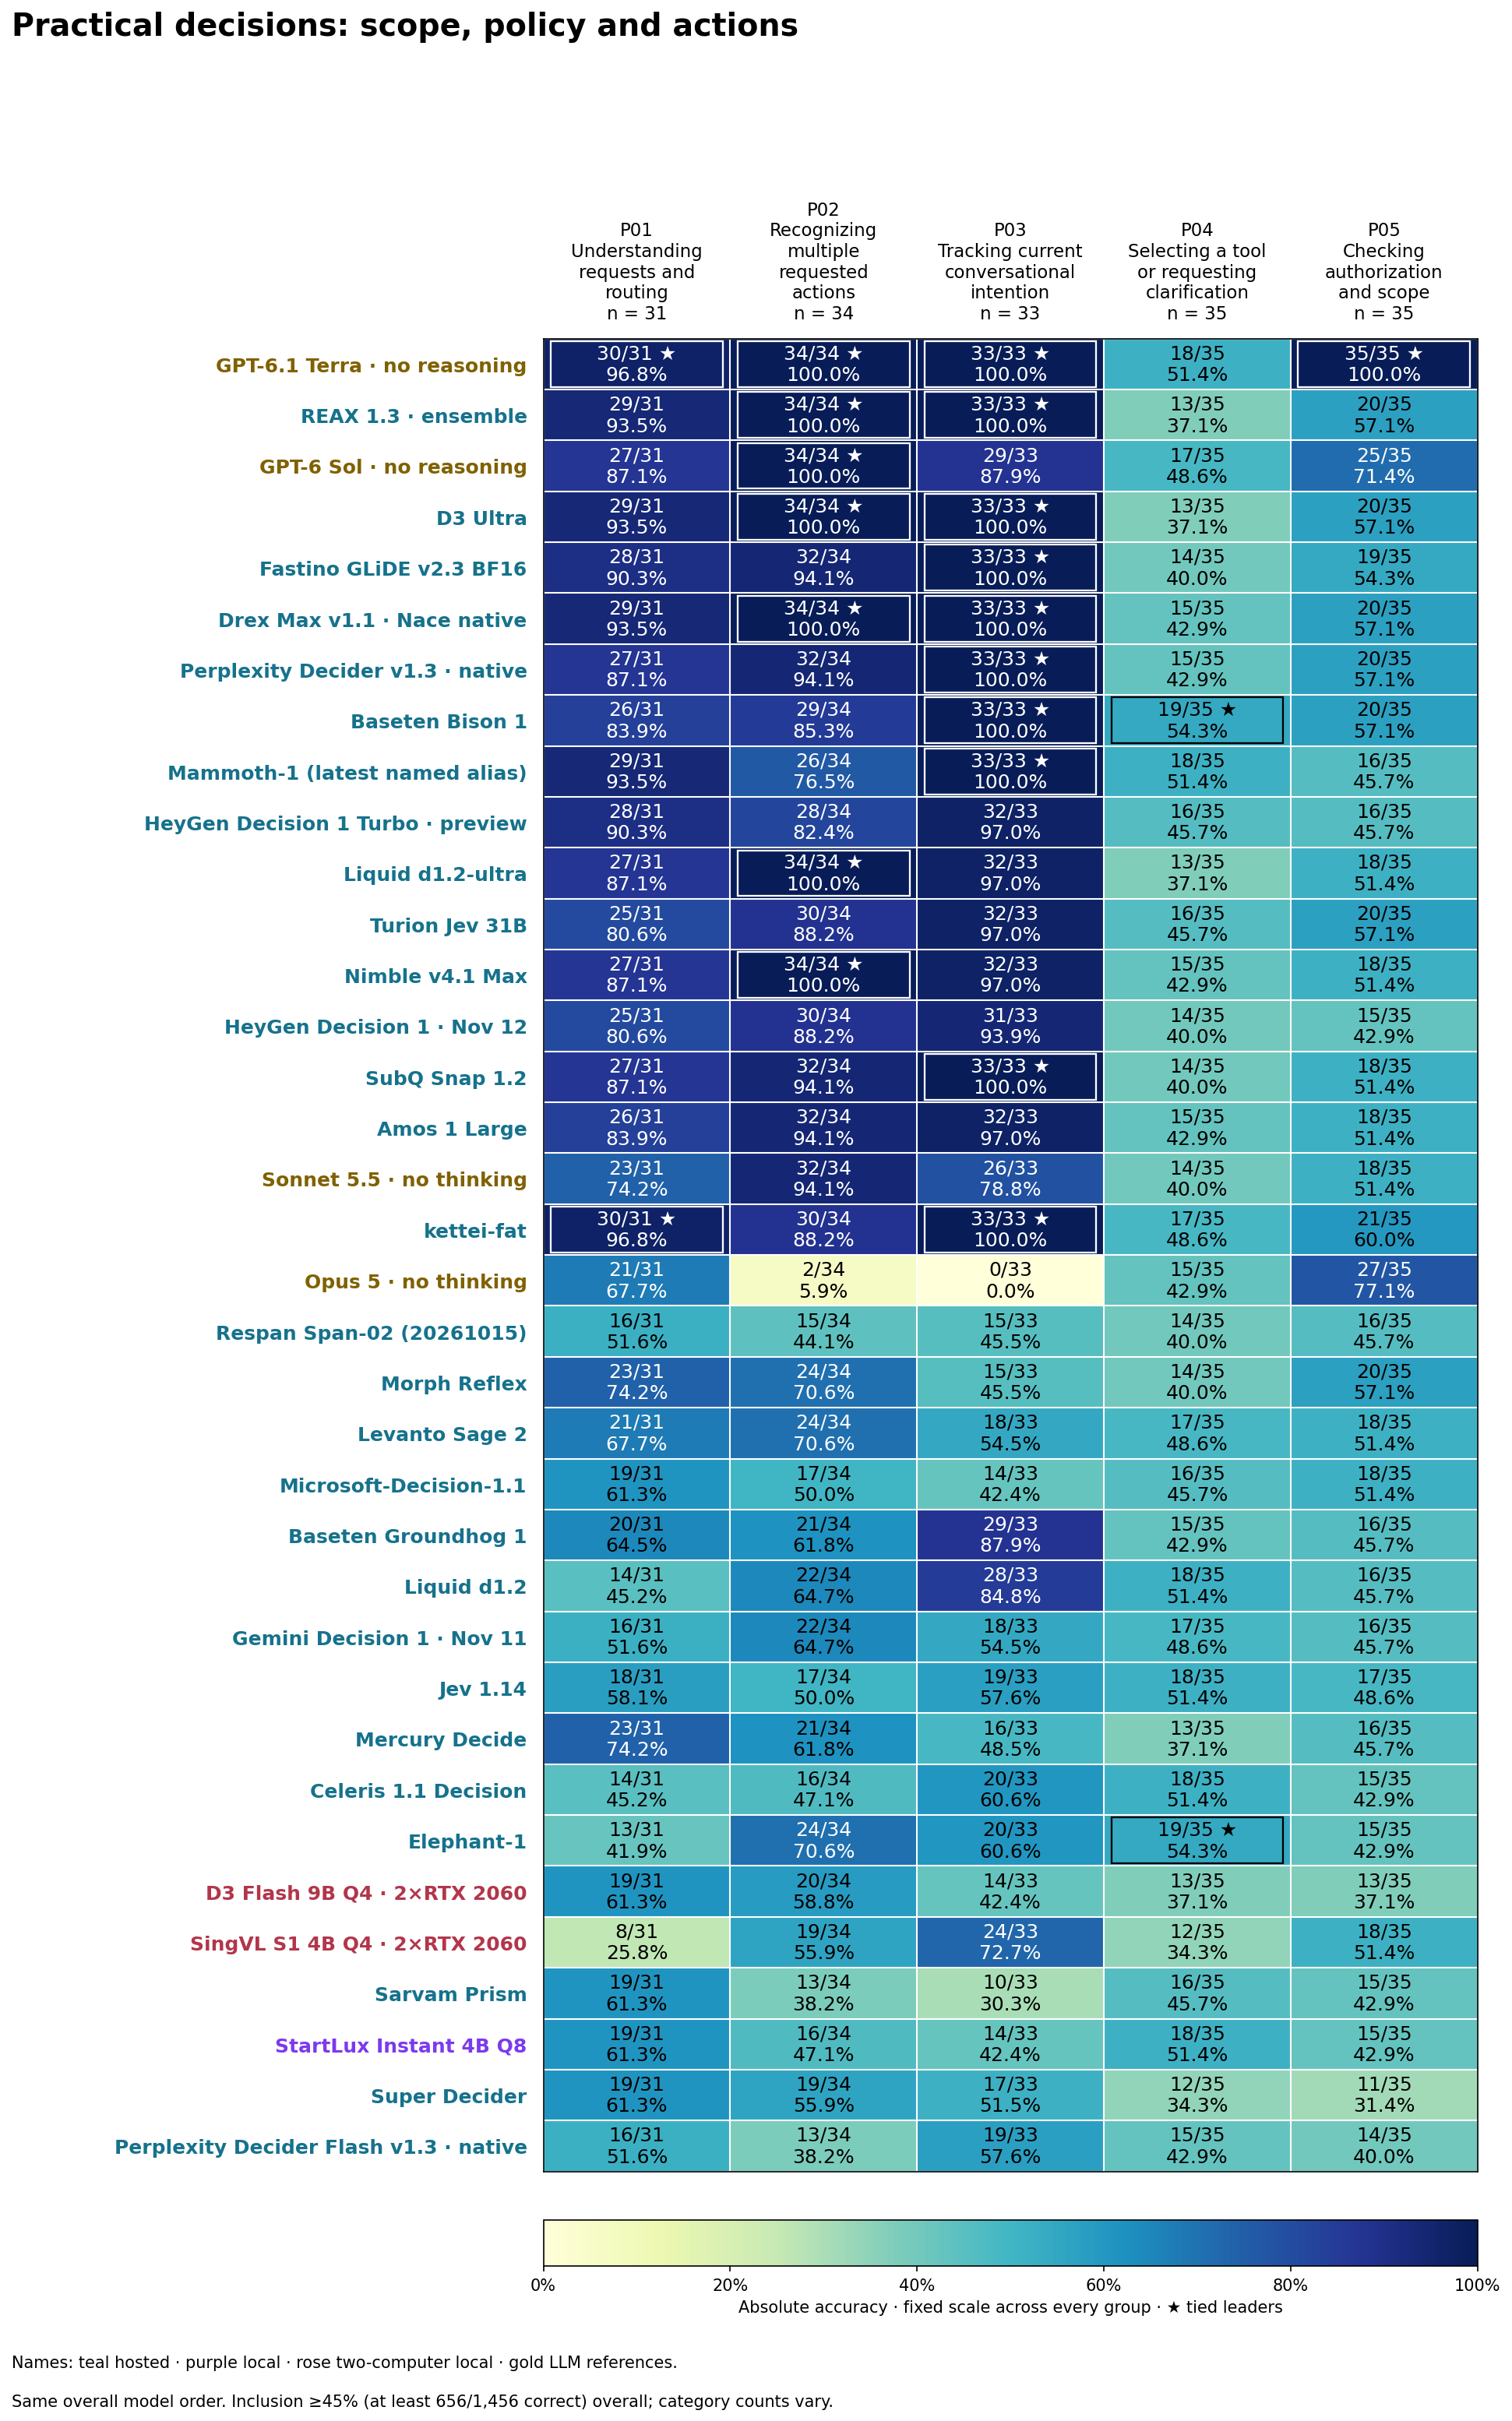 Practical decisions: scope, policy and actions
P01
Understanding
requests and
routing
n = 31
P02
Recognizing
multiple
requested
actions
n = 34
P03
Tracking current
conversational
intention
n = 33
P04
Selecting a tool
or requesting
clarification
n = 35
P05
Checking
authorization
and scope
n = 35
GPT-6.1 Terra · no reasoning
30/31 ★ 34/34 ★ 33/33 ★ 18/35 35/35 ★
96.8% 100.0% 100.0% 51.4% 100.0%
REAX 1.3 · ensemble
29/31 34/34 ★ 33/33 ★ 13/35 20/35
93.5% 100.0% 100.0% 37.1% 57.1%
GPT-6 Sol · no reasoning
27/31 34/34 ★ 29/33 17/35 25/35
87.1% 100.0% 87.9% 48.6% 71.4%
D3 Ultra
29/31 34/34 ★ 33/33 ★ 13/35 20/35
93.5% 100.0% 100.0% 37.1% 57.1%
Fastino GLiDE v2.3 BF16
28/31 32/34 33/33 ★ 14/35 19/35
90.3% 94.1% 100.0% 40.0% 54.3%
Drex Max v1.1 · Nace native
29/31 34/34 ★ 33/33 ★ 15/35 20/35
93.5% 100.0% 100.0% 42.9% 57.1%
Perplexity Decider v1.3 · native
27/31 32/34 33/33 ★ 15/35 20/35
87.1% 94.1% 100.0% 42.9% 57.1%
Baseten Bison 1
26/31 29/34 33/33 ★ 19/35 ★ 20/35
83.9% 85.3% 100.0% 54.3% 57.1%
Mammoth-1 (latest named alias)
29/31 26/34 33/33 ★ 18/35 16/35
93.5% 76.5% 100.0% 51.4% 45.7%
HeyGen Decision 1 Turbo · preview
28/31 28/34 32/33 16/35 16/35
90.3% 82.4% 97.0% 45.7% 45.7%
Liquid d1.2-ultra
27/31 34/34 ★ 32/33 13/35 18/35
87.1% 100.0% 97.0% 37.1% 51.4%
Turion Jev 31B
25/31 30/34 32/33 16/35 20/35
80.6% 88.2% 97.0% 45.7% 57.1%
Nimble v4.1 Max
27/31 34/34 ★ 32/33 15/35 18/35
87.1% 100.0% 97.0% 42.9% 51.4%
HeyGen Decision 1 · Nov 12
25/31 30/34 31/33 14/35 15/35
80.6% 88.2% 93.9% 40.0% 42.9%
SubQ Snap 1.2
27/31 32/34 33/33 ★ 14/35 18/35
87.1% 94.1% 100.0% 40.0% 51.4%
Amos 1 Large
26/31 32/34 32/33 15/35 18/35
83.9% 94.1% 97.0% 42.9% 51.4%
Sonnet 5.5 · no thinking
23/31 32/34 26/33 14/35 18/35
74.2% 94.1% 78.8% 40.0% 51.4%
kettei-fat
30/31 ★ 30/34 33/33 ★ 17/35 21/35
96.8% 88.2% 100.0% 48.6% 60.0%
Opus 5 · no thinking
21/31 2/34 0/33 15/35 27/35
67.7% 5.9% 0.0% 42.9% 77.1%
Respan Span-02 (20261015)
16/31 15/34 15/33 14/35 16/35
51.6% 44.1% 45.5% 40.0% 45.7%
Morph Reflex
23/31 24/34 15/33 14/35 20/35
74.2% 70.6% 45.5% 40.0% 57.1%
Levanto Sage 2
21/31 24/34 18/33 17/35 18/35
67.7% 70.6% 54.5% 48.6% 51.4%
Microsoft-Decision-1.1
19/31 17/34 14/33 16/35 18/35
61.3% 50.0% 42.4% 45.7% 51.4%
Baseten Groundhog 1
20/31 21/34 29/33 15/35 16/35
64.5% 61.8% 87.9% 42.9% 45.7%
Liquid d1.2
14/31 22/34 28/33 18/35 16/35
45.2% 64.7% 84.8% 51.4% 45.7%
Gemini Decision 1 · Nov 11
16/31 22/34 18/33 17/35 16/35
51.6% 64.7% 54.5% 48.6% 45.7%
Jev 1.14
18/31 17/34 19/33 18/35 17/35
58.1% 50.0% 57.6% 51.4% 48.6%
Mercury Decide
23/31 21/34 16/33 13/35 16/35
74.2% 61.8% 48.5% 37.1% 45.7%
Celeris 1.1 Decision
14/31 16/34 20/33 18/35 15/35
45.2% 47.1% 60.6% 51.4% 42.9%
Elephant-1
13/31 24/34 20/33 19/35 ★ 15/35
41.9% 70.6% 60.6% 54.3% 42.9%
D3 Flash 9B Q4 · 2×RTX 2060
19/31 20/34 14/33 13/35 13/35
61.3% 58.8% 42.4% 37.1% 37.1%
SingVL S1 4B Q4 · 2×RTX 2060
8/31 19/34 24/33 12/35 18/35
25.8% 55.9% 72.7% 34.3% 51.4%
Sarvam Prism
19/31 13/34 10/33 16/35 15/35
61.3% 38.2% 30.3% 45.7% 42.9%
StartLux Instant 4B Q8
19/31 16/34 14/33 18/35 15/35
61.3% 47.1% 42.4% 51.4% 42.9%
Super Decider
19/31 19/34 17/33 12/35 11/35
61.3% 55.9% 51.5% 34.3% 31.4%
Perplexity Decider Flash v1.3 · native
16/31 13/34 19/33 15/35 14/35
51.6% 38.2% 57.6% 42.9% 40.0%
0% 20% 40% 60% 80% 100%
Absolute accuracy · fixed scale across every group · ★ tied leaders
Names: teal hosted · purple local · rose two-computer local · gold LLM references.
Same overall model order. Inclusion ≥45% (at least 656/1,456 correct) overall; category counts vary.